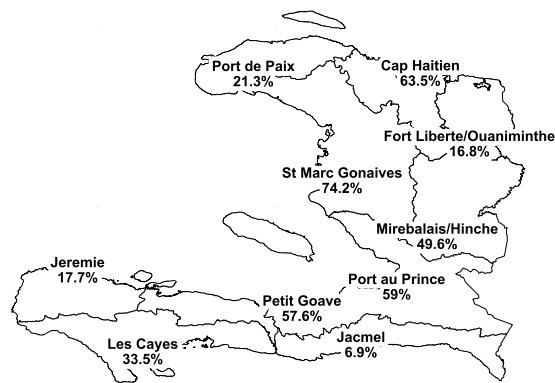 Port de Paix
21.3%
Cap Haitien
63.5%
Fort Liberte/Ouaniminthe
16.8%
St Marc Gonaives
74.2%
Mirebalais/Hinche
49.6%
Jeremie
17.7%
Port au Prince
59%
Petit Goave
57.6%
Jacmel
6.9%
Les Cayes
33.5%